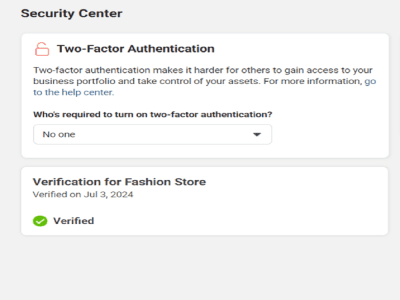 Security Center
Two-Factor Authentication
Two-factor authentication makes it harder for others to gain access to your
business portfolio and take control of your assets. For more information, go
to the help center.
Who's required to turn on two-factor authentication?
No one
Verification for Fashion Store
Verified on Jul 3, 2024
Verified